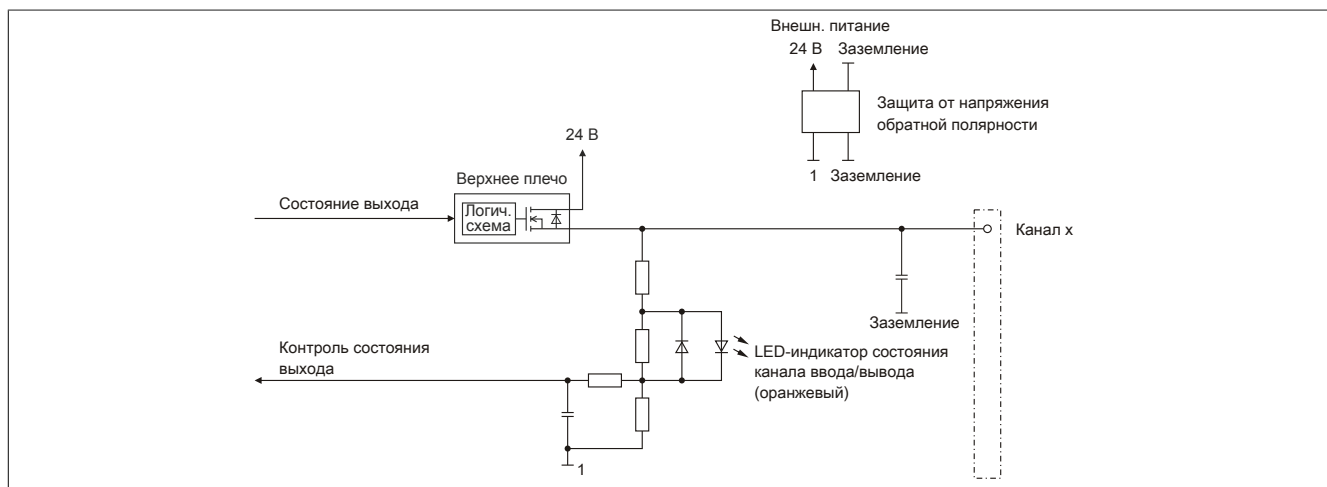 Внешн. питание
24 В Заземление
Защита от напряжения
обратной полярности
1 Заземление
24 В
Верхнее плечо
Состояние выхода
Логич.
схема
Канал x
Заземление
Контроль состояния
выхода
LED-индикатор состояния
канала ввода/вывода
(оранжевый)
1